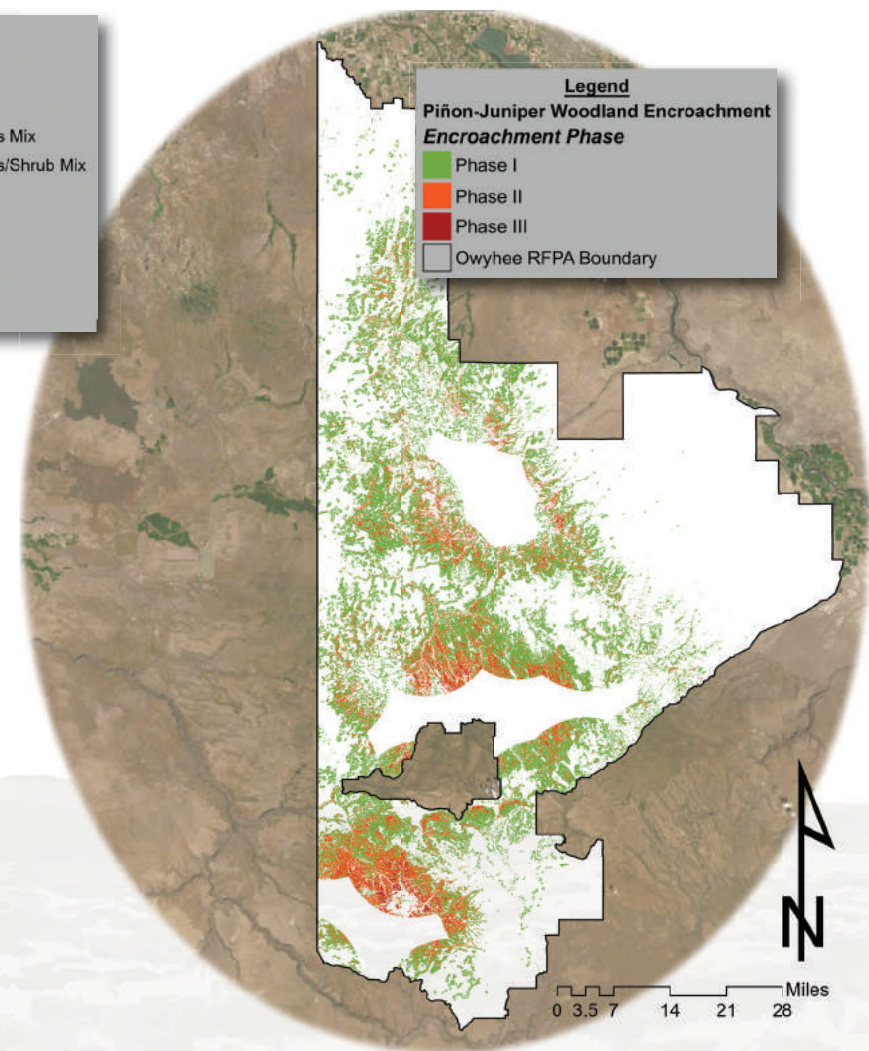 s Mix
s/Shrub Mix
Legend
Piñon-Juniper Woodland Encroachment
Encroachment Phase
Phase I
Phase II
Phase III
Owyhee RFPA Boundary
N
Miles
0 3.5 7 14 21 28